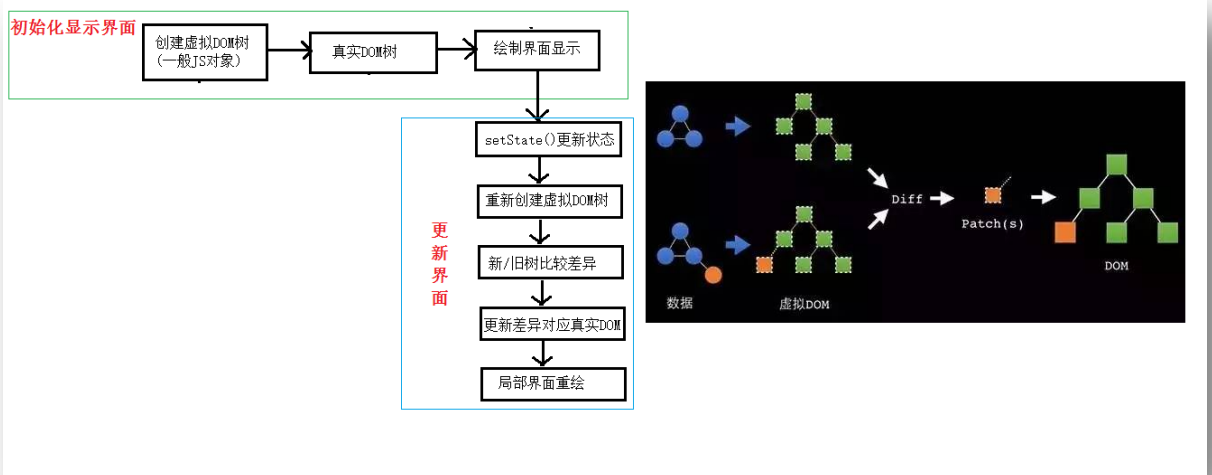 初始化显示界面
创建虚拟DOM树
(一般JS对象)
真实DOM树
绘制界面显示
setState()更新状态
重新创建虚拟DOM树
新/旧树比较差异
更新差异对应真实DOM
局部界面重绘
更
新
界
面
Diff
Patch(s)
DOM
数据
虚拟DOM